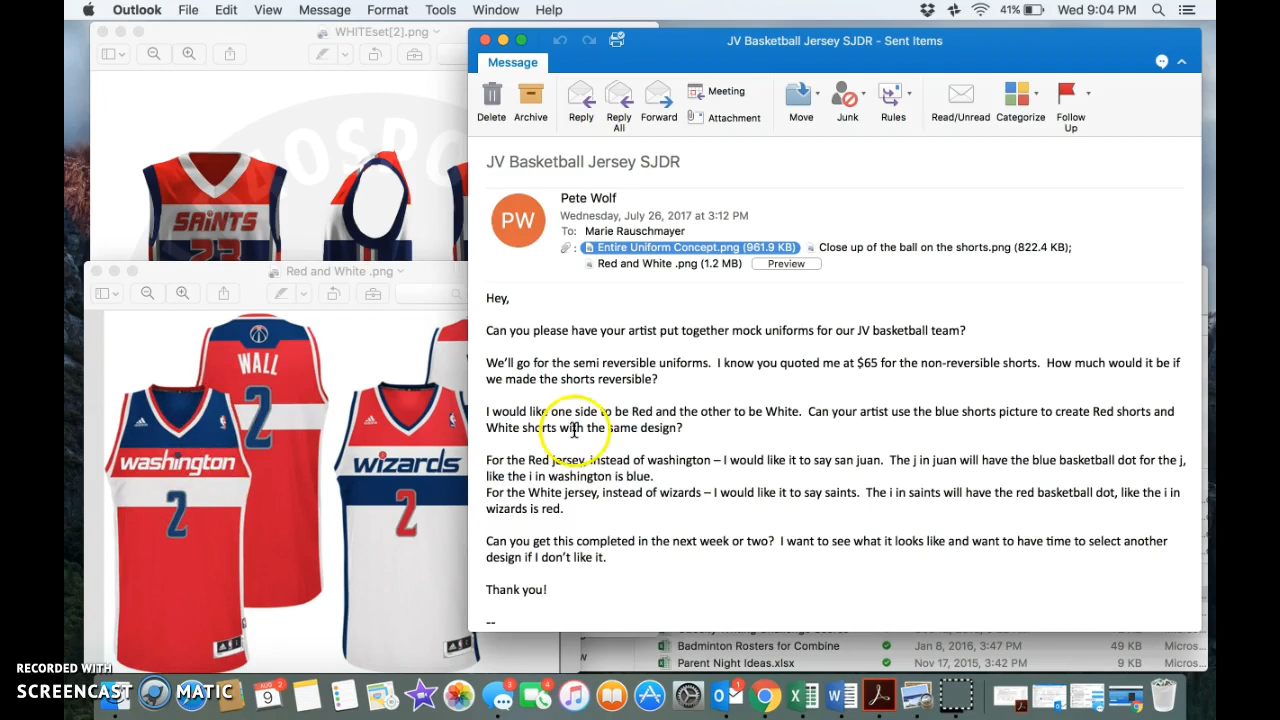 Outlook File Edit View Message Format Tools Window Help 41% Wed 9:04 PM
WHITEset[2].png
JV Basketball Jersey SJDR - Sent Items
Message
Delete Archive Reply Reply All Forward Meeting Attachment Move Junk Rules Read/Unread Categorize Follow Up
JV Basketball Jersey SJDR
PW
Pete Wolf
Wednesday, July 26, 2017 at 3:12 PM
To: Marie Rauschmayer
Entire Uniform Concept.png (961.9 KB) Close up of the ball on the shorts.png (822.4 KB);
Red and White .png (1.2 MB) Preview
Hey,
Can you please have your artist put together mock uniforms for our JV basketball team?
We'll go for the semi reversible uniforms. I know you quoted me at $65 for the non-reversible shorts. How much would it be if
we made the shorts reversible?
I would like one side to be Red and the other to be White. Can your artist use the blue shorts picture to create Red shorts and
White shorts with the same design?
For the Red jersey, instead of washington – I would like it to say san juan. The j in juan will have the blue basketball dot for the j,
like the i in washington is blue.
For the White jersey, instead of wizards – I would like it to say saints. The i in saints will have the red basketball dot, like the i in
wizards is red.
Can you get this completed in the next week or two? I want to see what it looks like and want to have time to select another
design if I don't like it.
Thank you!
--
SAINTS
Red and White .png
WALL
2
washington
2
wizards
2
Badminton Rosters for Combine Jan 8, 2016, 3:47 PM 49 KB Micros...
Parent Night Ideas.xlsx Nov 17, 2015, 3:42 PM 9 KB Micros...
RECORDED WITH
SCREENCAST MATIC
AUG 9
2
3
4
1